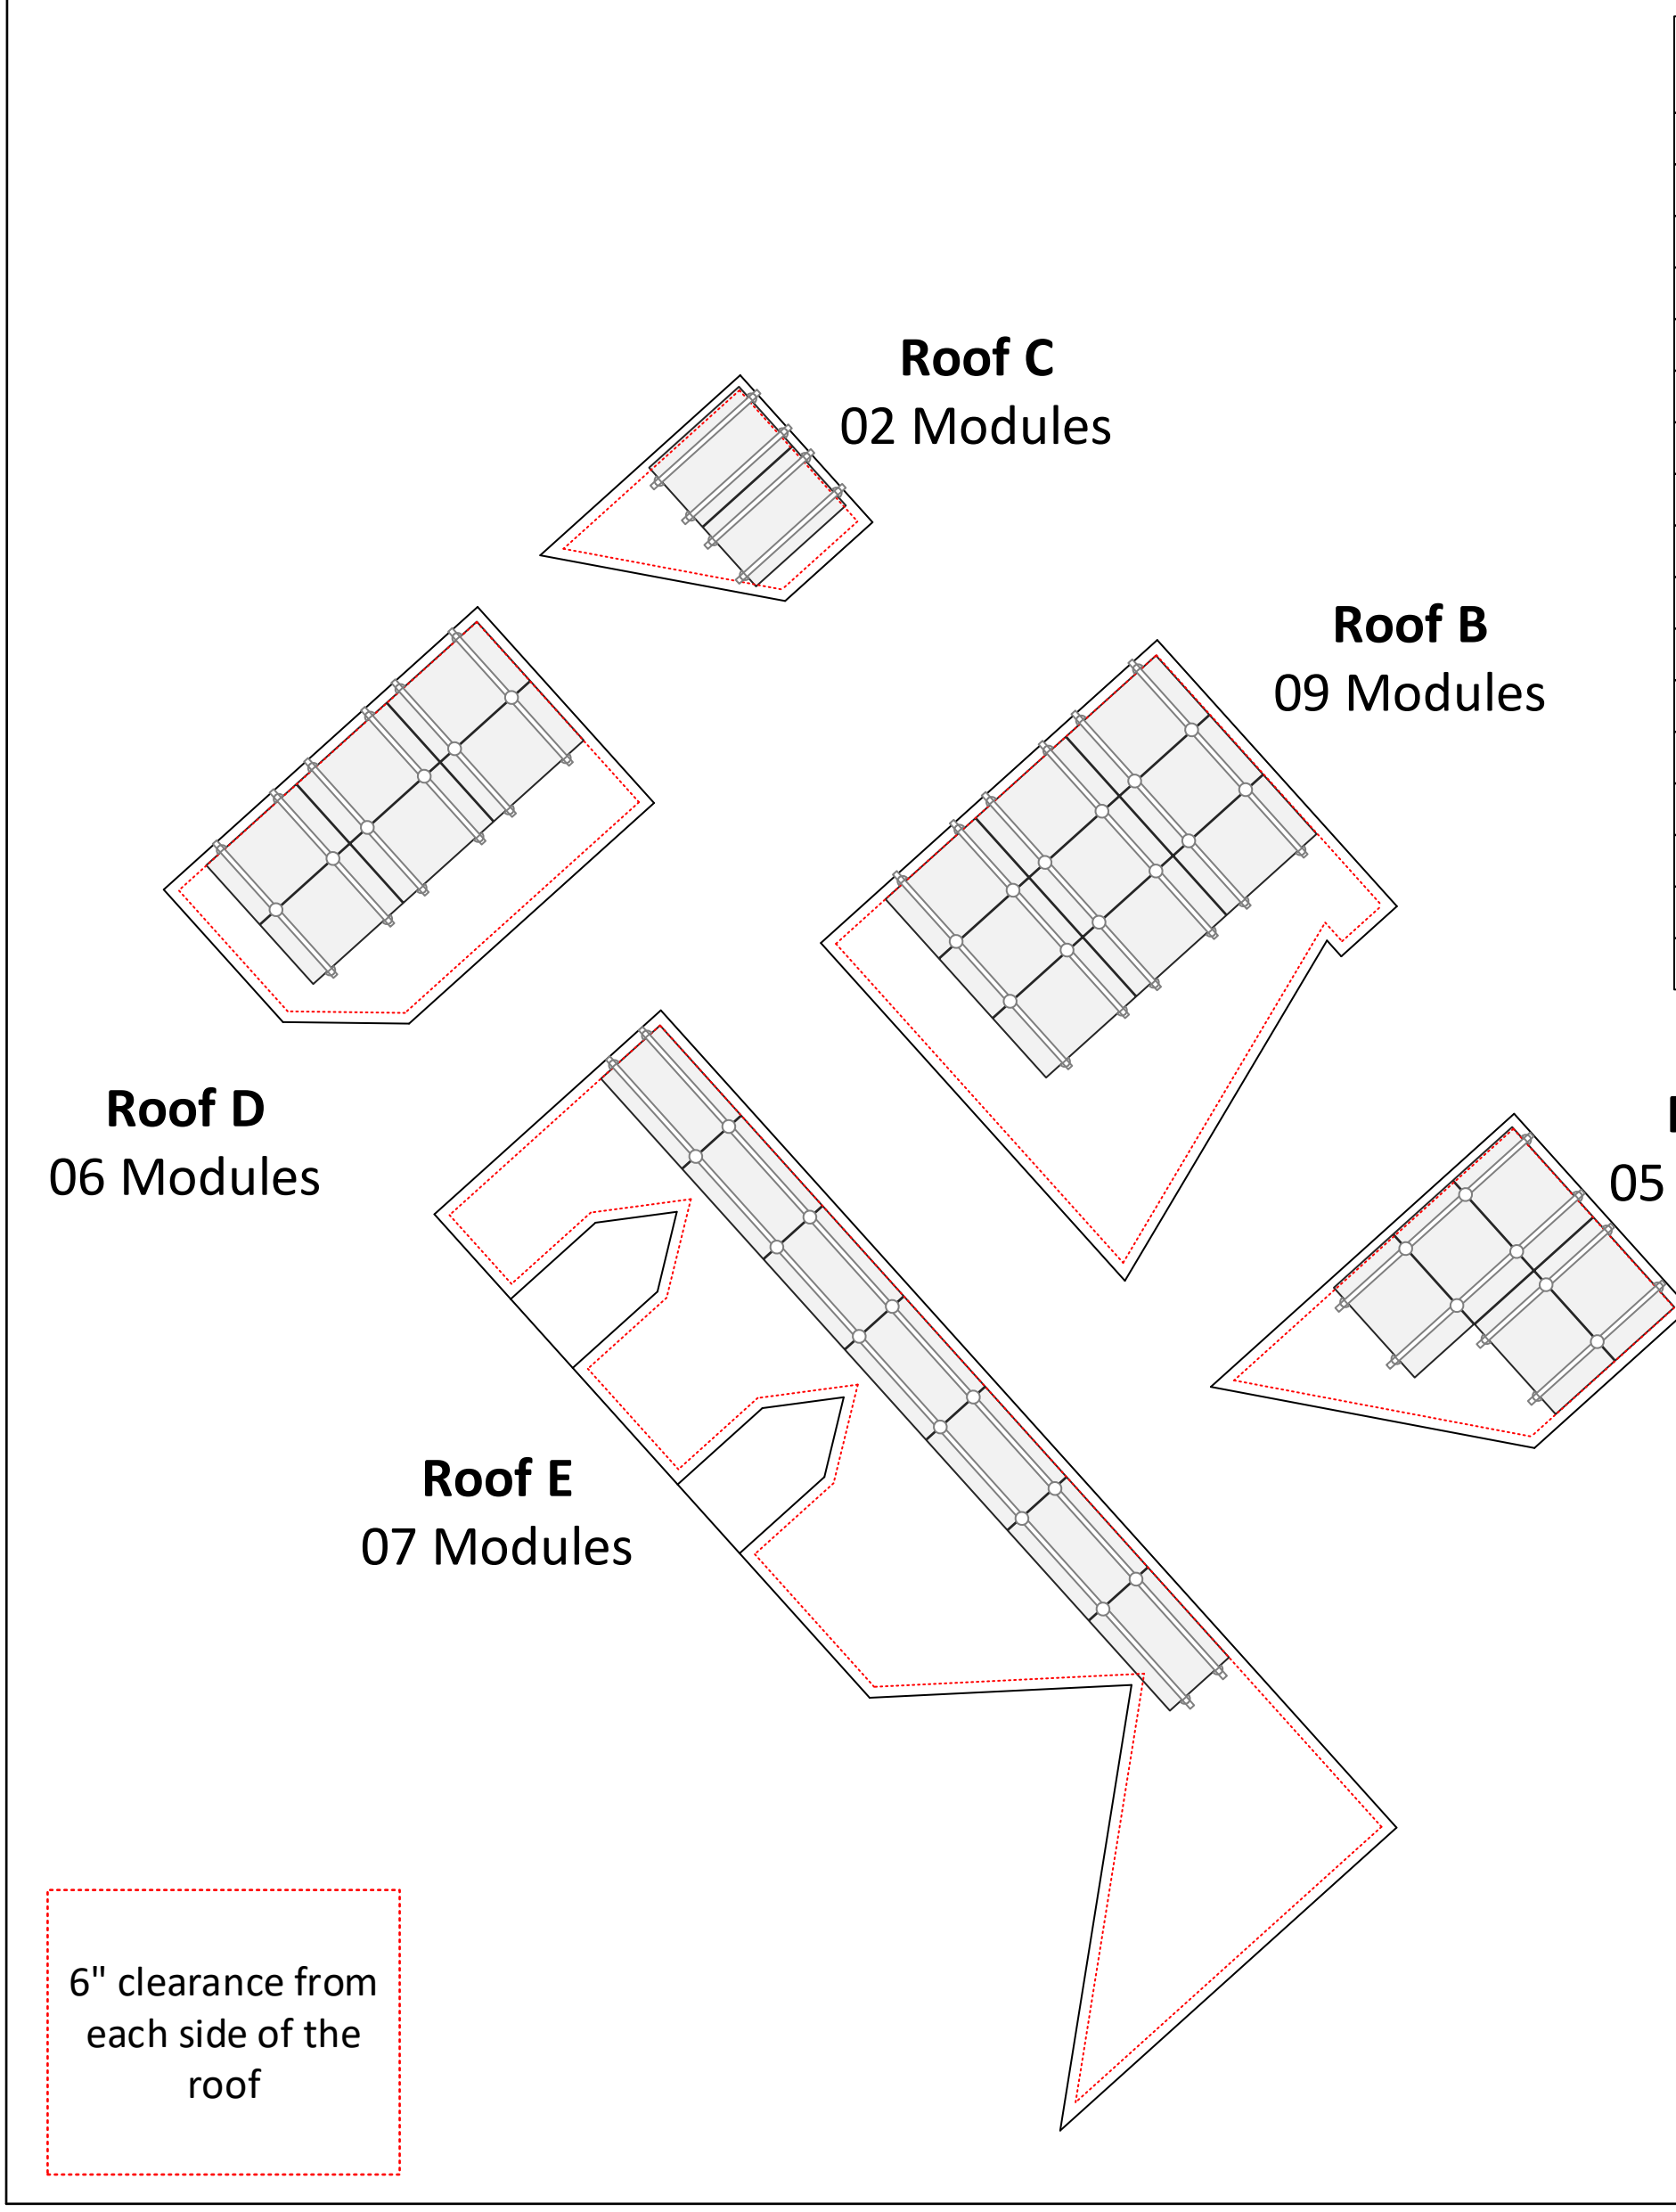 Roof C
02 Modules
Roof B
09 Modules
Roof D
06 Modules
05
Roof E
07 Modules
6" clearance from
each side of the
roof